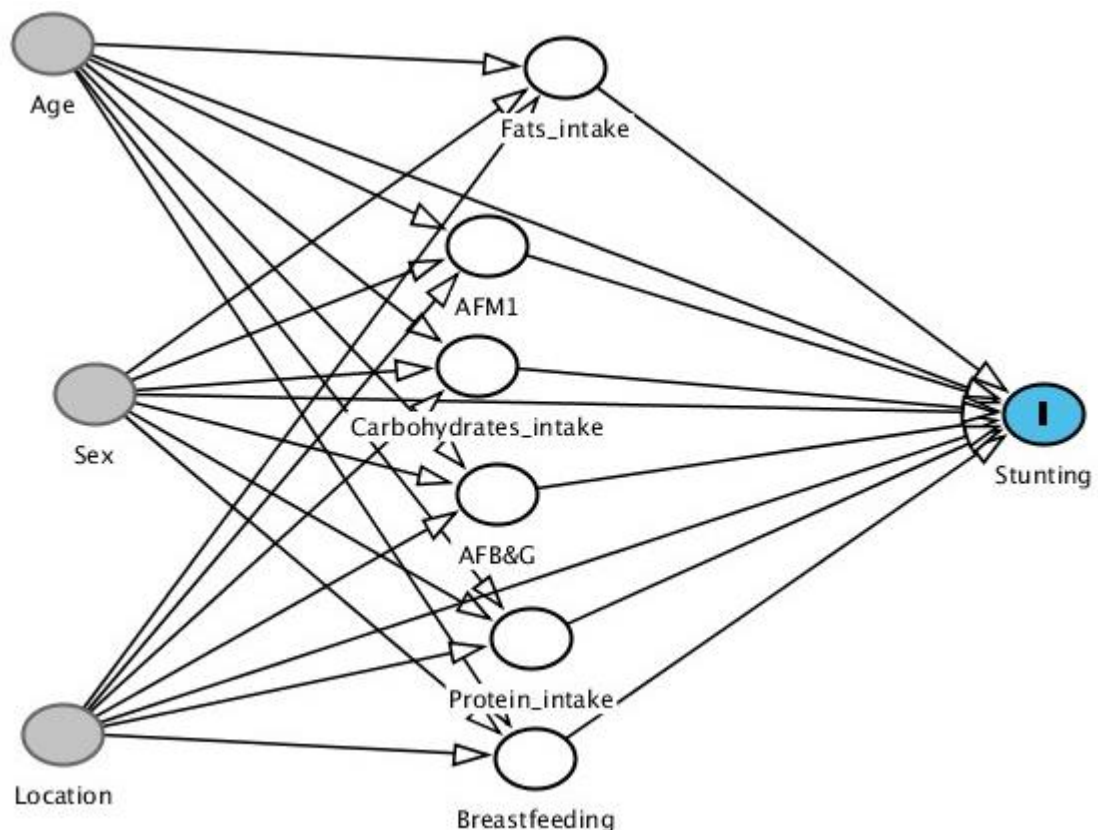 Age
Fats_intake
AFM1
Carbohydrates_intake
Sex
I
Stunting
AFB&G
Protein_intake
Location
Breastfeeding